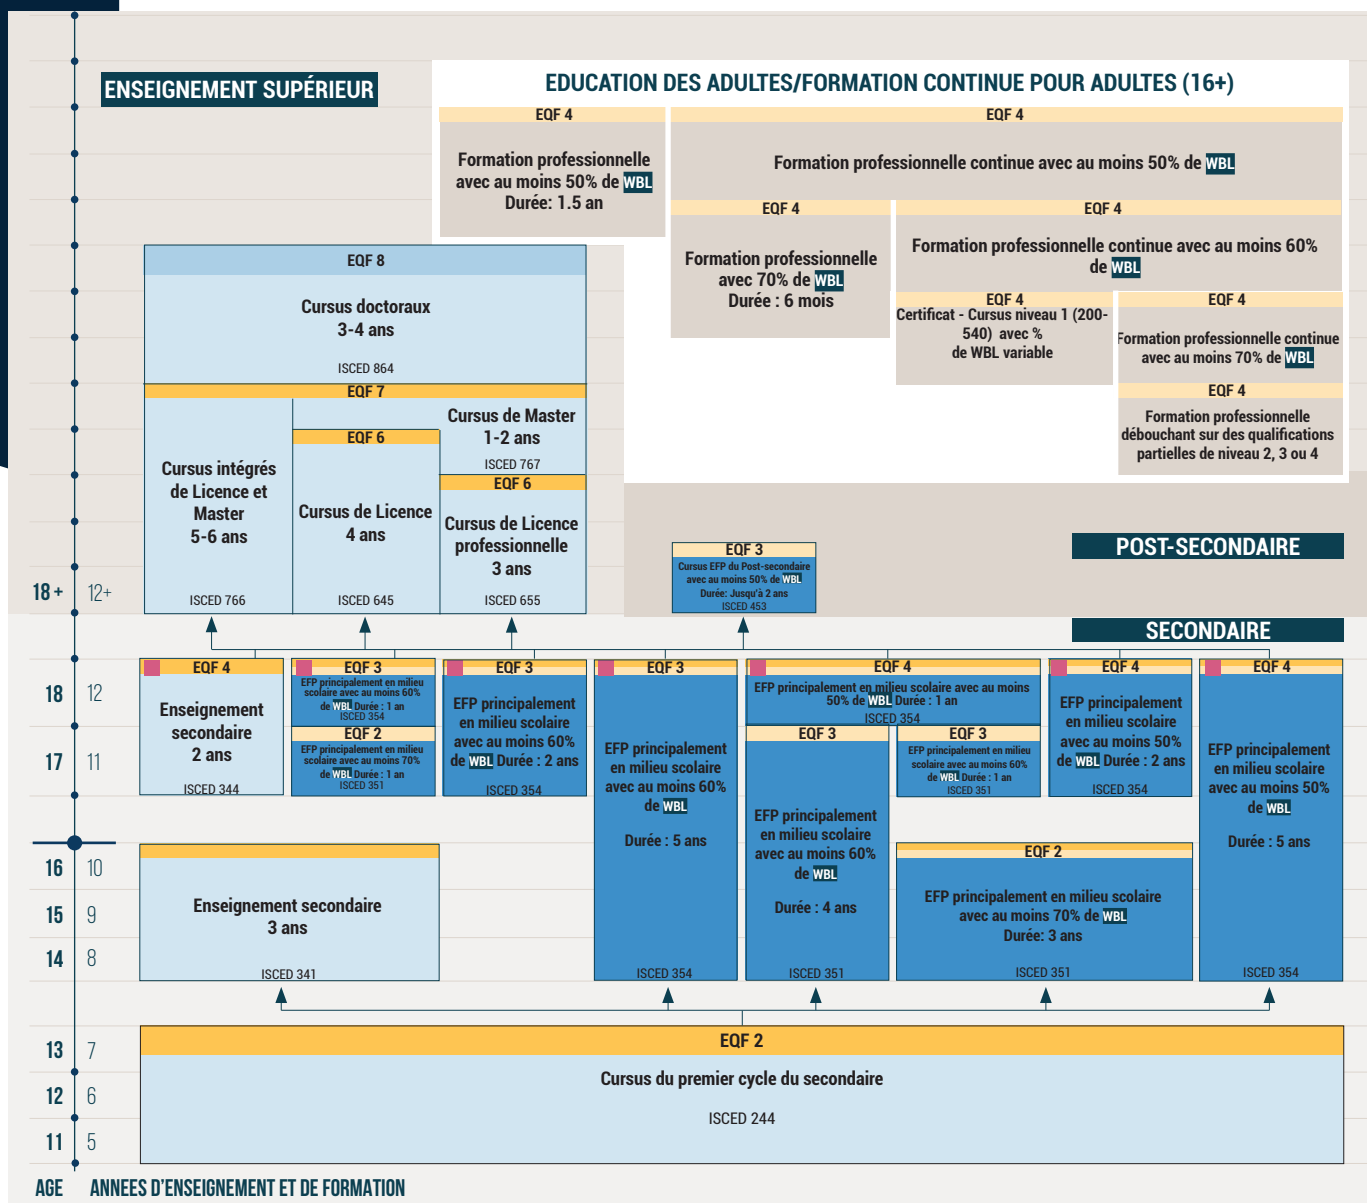 ENSEIGNEMENT SUPÉRIEUR
EDUCATION DES ADULTES/FORMATION CONTINUE POUR ADULTES (16+)
EQF 4
Formation professionnelle
avec au moins 50% de WBL
Durée: 1.5 an
EQF 4
Formation professionnelle continue avec au moins 50% de WBL
EQF 4
Formation professionnelle
avec 70% de WBL
Durée : 6 mois
EQF 4
Formation professionnelle continue avec au moins 60%
de WBL
EQF 4
Certificat - Cursus niveau 1 (200-
540) avec %
de WBL variable
EQF 4
Formation professionnelle continue
avec au moins 70% de WBL
EQF 4
Formation professionnelle
débouchant sur des qualifications
partielles de niveau 2, 3 ou 4
EQF 8
Cursus doctoraux
3-4 ans
ISCED 864
EQF 7
Cursus intégrés
de Licence et
Master
5-6 ans
ISCED 766
EQF 6
Cursus de Licence
4 ans
ISCED 645
Cursus de Master
1-2 ans
ISCED 767
EQF 6
Cursus de Licence
professionnelle
3 ans
ISCED 655
POST-SECONDAIRE
EQF 3
Cursus EFP du Post-secondaire
avec au moins 50% de WBL
Durée: Jusqu'à 2 ans
ISCED 453
18 + 12+
SECONDAIRE
EQF 4
Enseignement
secondaire
2 ans
ISCED 344
EQF 3
EFP principalement en milieu
scolaire avec au moins 60%
de WBL Durée : 1 an
ISCED 354
EQF 2
EFP principalement en milieu
scolaire avec au moins 70%
de WBL Durée : 1 an
ISCED 351
EQF 3
EFP principalement
en milieu scolaire
avec au moins 60%
de WBL Durée : 2 ans
ISCED 354
EQF 3
EFP principalement
en milieu scolaire
avec au moins 60%
de WBL
Durée : 5 ans
ISCED 354
EQF 4
EFP principalement en milieu scolaire avec au moins
50% de WBL Durée : 1 an
ISCED 354
EQF 3
EFP principalement
en milieu scolaire
avec au moins 60%
de WBL
Durée : 4 ans
ISCED 351
EQF 3
EFP principalement en milieu
scolaire avec au moins 60%
de WBL Durée : 1 an
ISCED 351
EQF 4
EFP principalement
en milieu scolaire
avec au moins 50%
de WBL Durée : 2 ans
ISCED 354
EQF 4
EFP principalement
en milieu scolaire
avec au moins 50%
de WBL
Durée : 5 ans
ISCED 354
18 12
17 11
16 10
15 9
14 8
Enseignement secondaire
3 ans
ISCED 341
EQF 2
EFP principalement en milieu scolaire
avec au moins 70% de WBL
Durée: 3 ans
ISCED 351
13 7
12 6
11 5
EQF 2
Cursus du premier cycle du secondaire
ISCED 244
AGE ANNEES D'ENSEIGNEMENT ET DE FORMATION